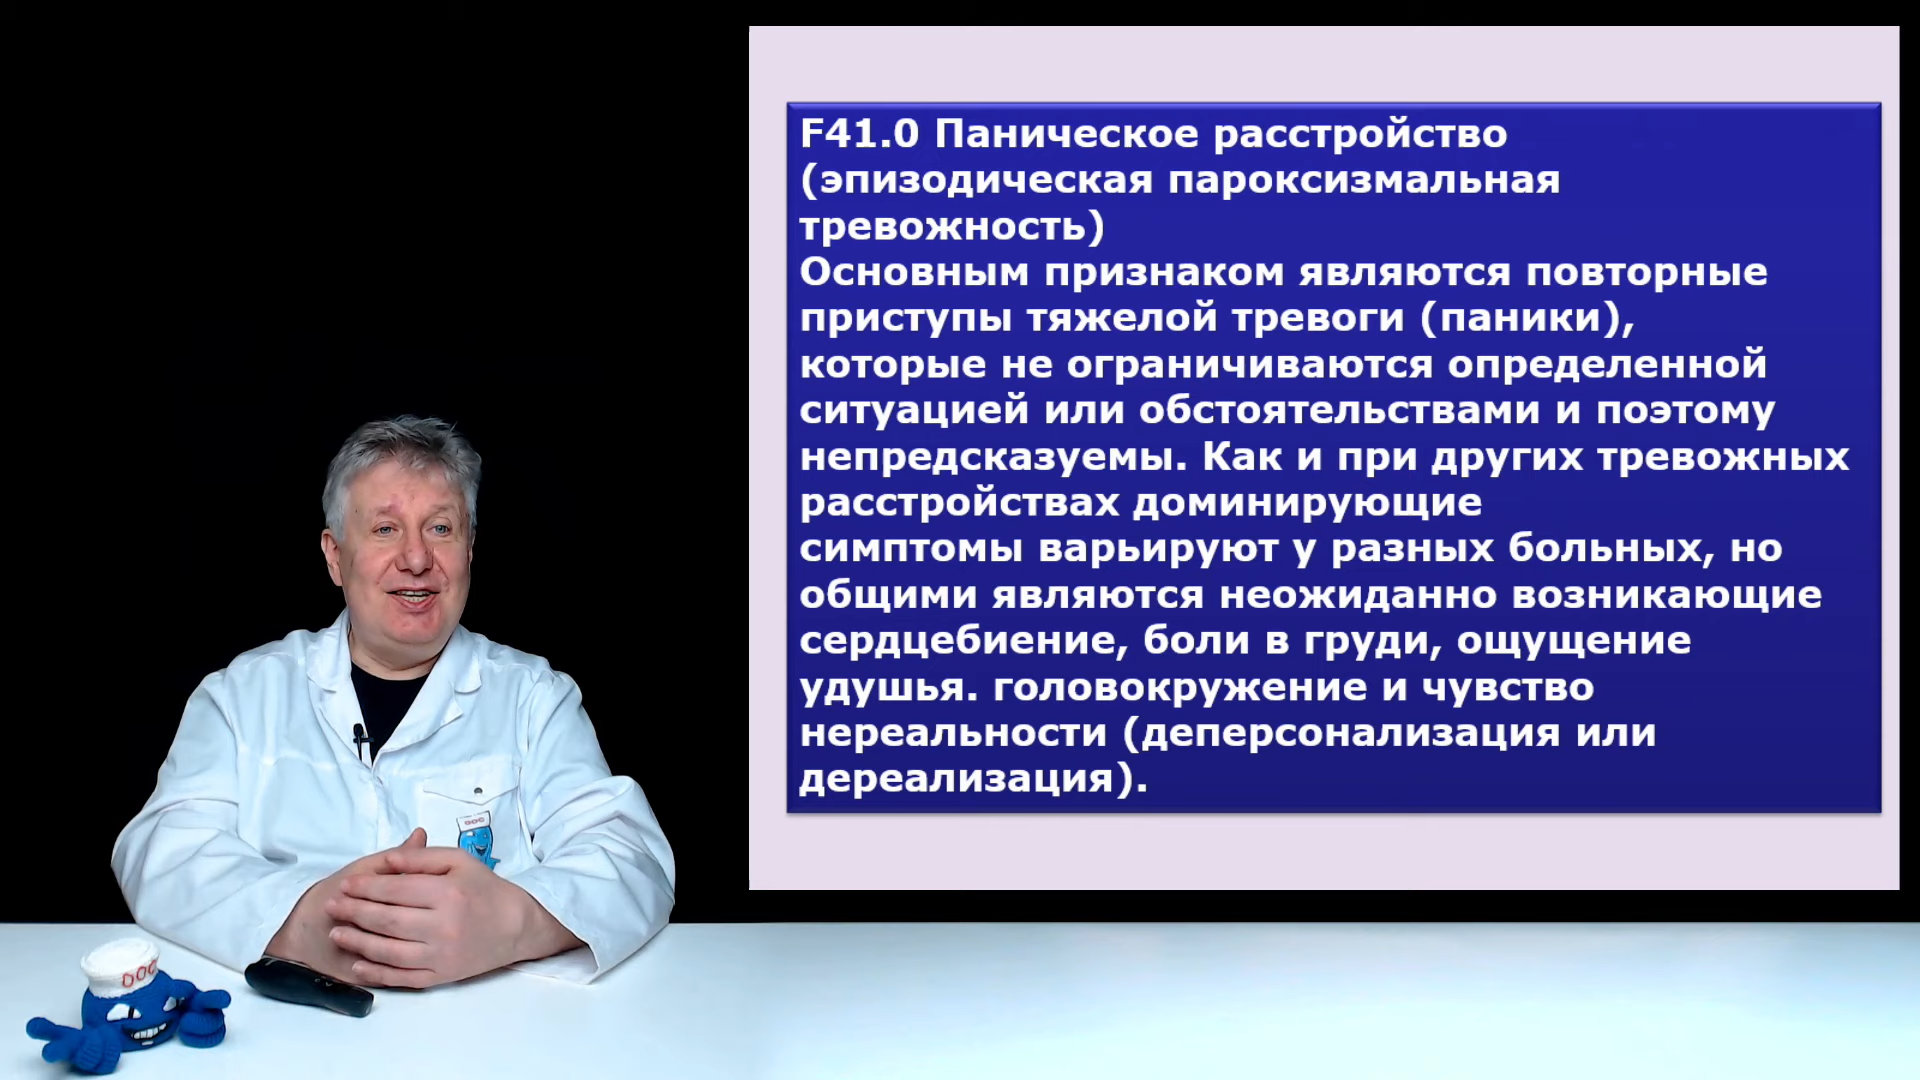 F41.0 Паническое расстройство
(эпизодическая пароксизмальная
тревожность)
Основным признаком являются повторные
приступы тяжелой тревоги (паники),
которые не ограничиваются определенной
ситуацией или обстоятельствами и поэтому
непредсказуемы. Как и при других тревожных
расстройствах доминирующие
симптомы варьируют у разных больных, но
общими являются неожиданно возникающие
сердцебиение, боли в груди, ощущение
удушья. головокружение и чувство
нереальности (деперсонализация или
дереализация).